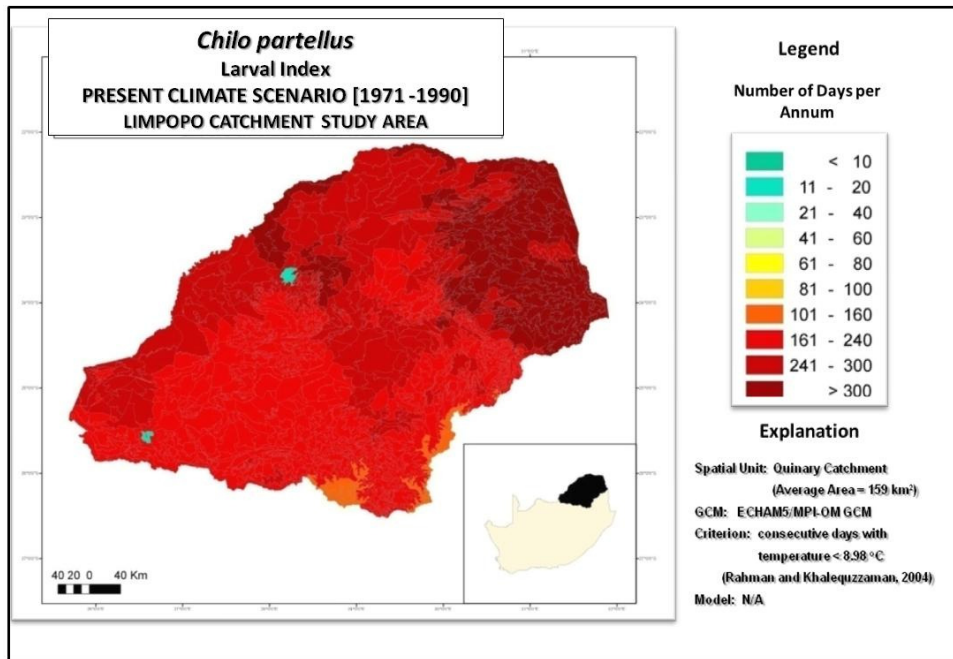 Chilo partellus
Larval Index
PRESENT CLIMATE SCENARIO [1971 -1990]
LIMPOPO CATCHMENT STUDY AREA
40 20 0 40 Km
Legend
Number of Days per
Annum
< 10
11 - 20
21 - 40
41 - 60
61 - 80
81 - 100
101 - 160
161 - 240
241 - 300
> 300
Explanation
Spatial Unit: Quinary Catchment
(Average Area = 159 km²)
GCM: ECHAM5/MPI-OM GCM
Criterion: consecutive days with
temperature < 8.98 °C
(Rahman and Khalequzzaman, 2004)
Model: N/A